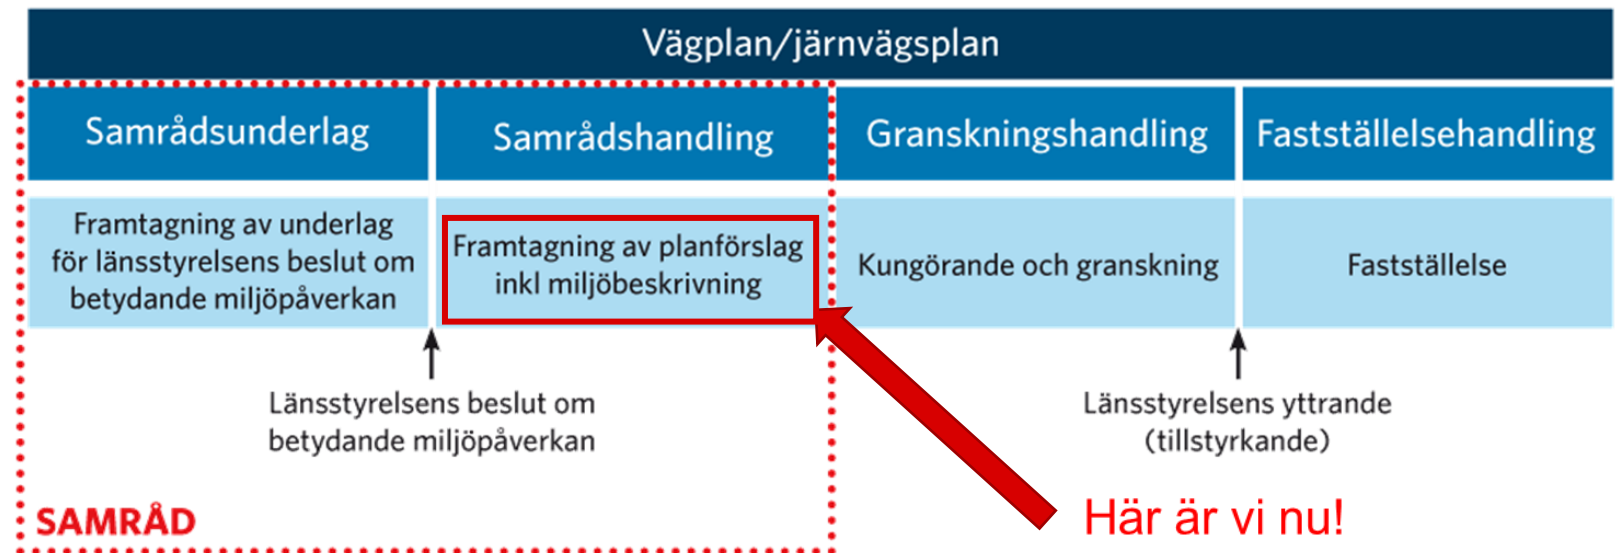 Vägplan/järnvägsplan
Samrådsunderlag
Samrådshandling
Granskningshandling
Fastställelsehandling
Framtagning av underlag
för länsstyrelsens beslut om
betydande miljöpåverkan
Framtagning av planförslag
inkl miljöbeskrivning
Kungörande och granskning
Fastställelse
Länsstyrelsens beslut om
betydande miljöpåverkan
Länsstyrelsens yttrande
(tillstyrkande)
SAMRÅD
Här är vi nu!